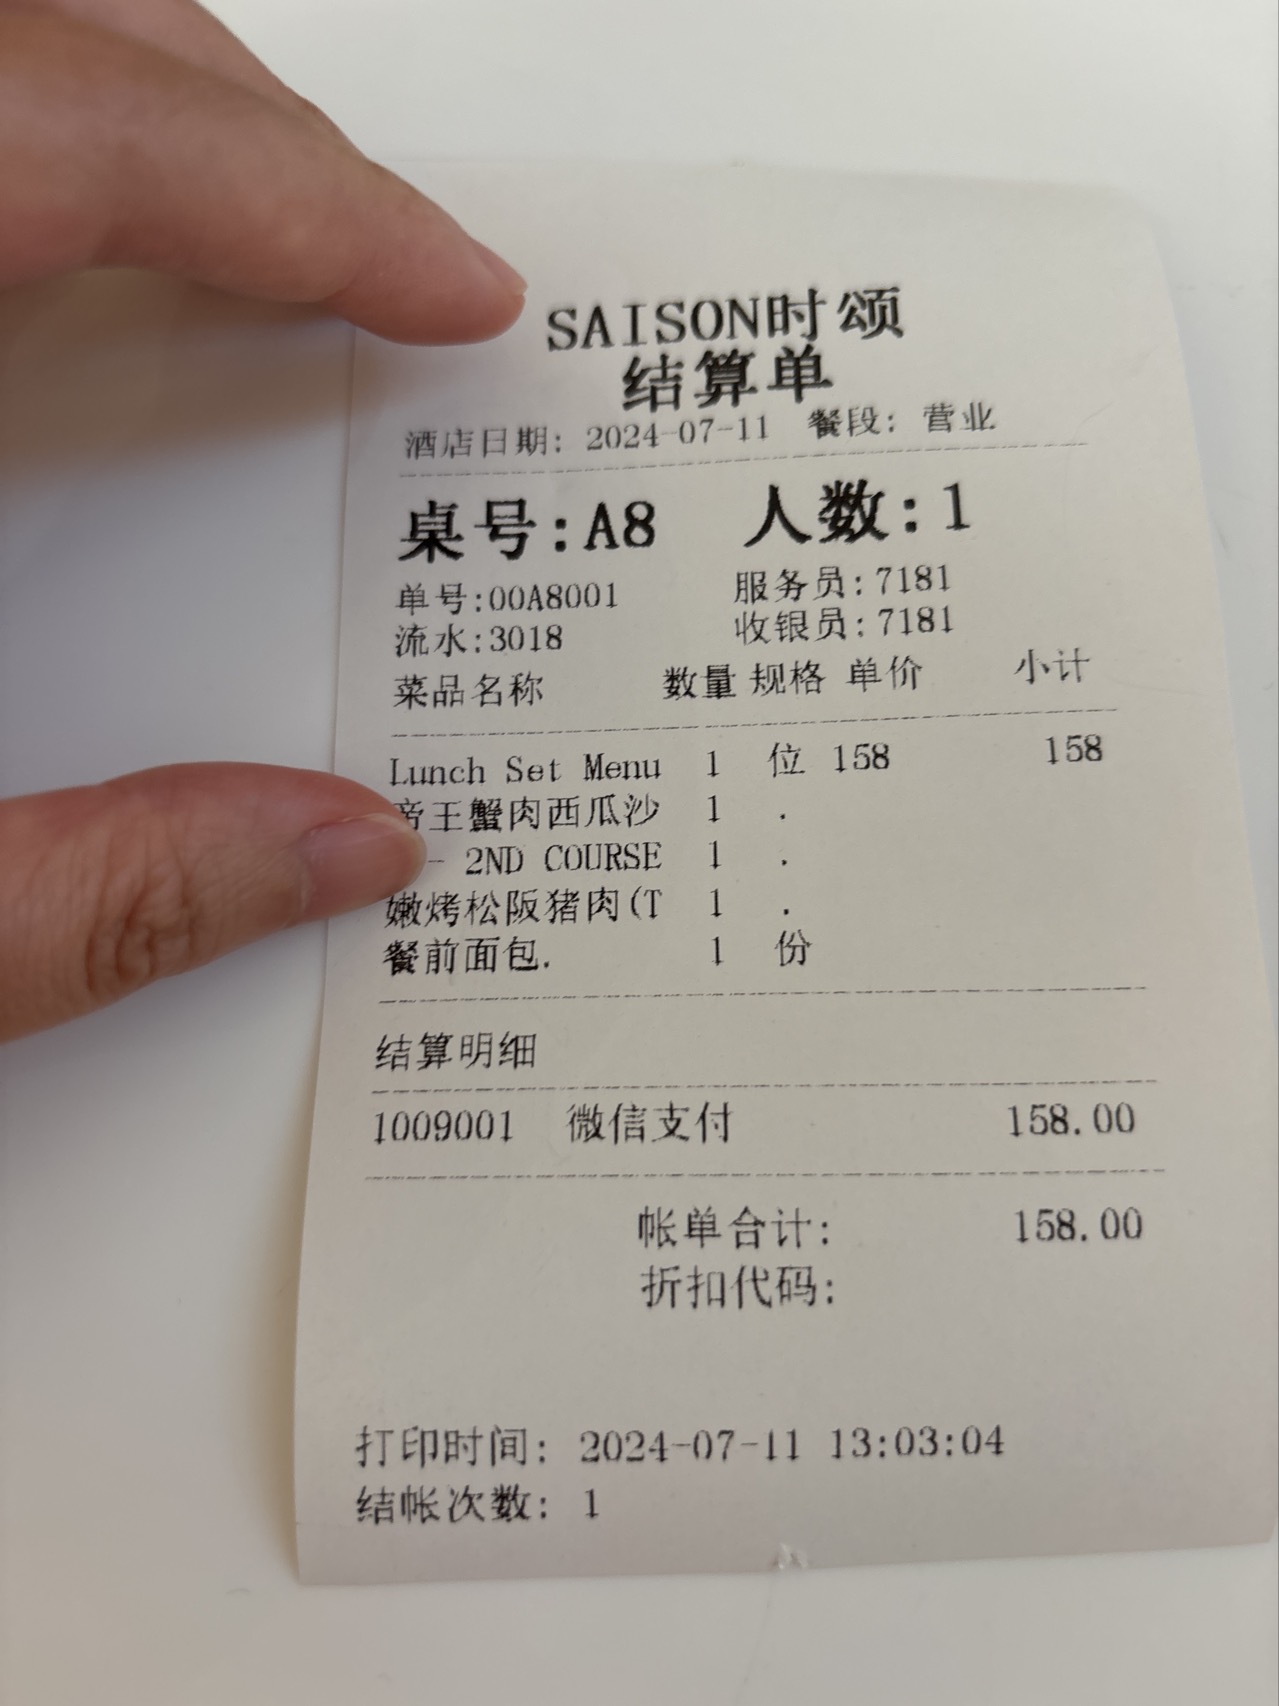 SAISON时颂
结算单
酒店日期: 2024-07-11 餐段: 营业
桌号:A8 人数:1
单号:00A8001 服务员:7181
流水:3018 收银员:7181
菜品名称 数量 规格 单价 小计
Lunch Set Menu 1 位 158 158
帝王蟹肉西瓜沙 1 .
- 2ND COURSE 1 .
嫩烤松阪猪肉(T 1 .
餐前面包. 1 份
结算明细
1009001 微信支付 158.00
帐单合计: 158.00
折扣代码:
打印时间: 2024-07-11 13:03:04
结帐次数: 1